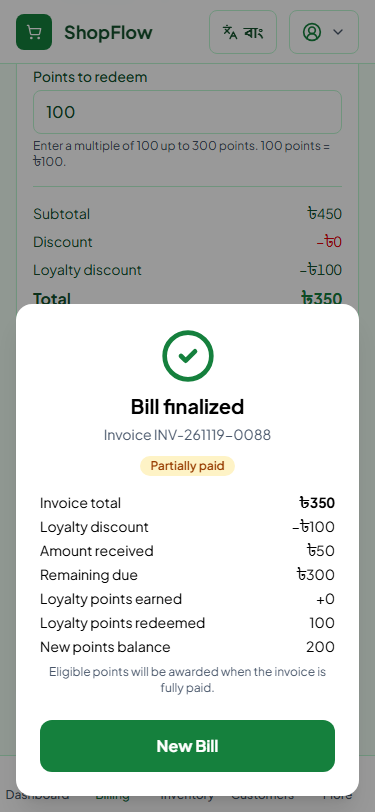 ShopFlow
বাং
Points to redeem
100
Enter a multiple of 100 up to 300 points. 100 points =
৳100.
Subtotal ৳450
Discount −৳0
Loyalty discount −৳100
Total ৳350
Bill finalized
Invoice INV-261119-0088
Partially paid
Invoice total ৳350
Loyalty discount −৳100
Amount received ৳50
Remaining due ৳300
Loyalty points earned +0
Loyalty points redeemed 100
New points balance 200
Eligible points will be awarded when the invoice is
fully paid.
New Bill
Dashboard Billing Inventory Customers More